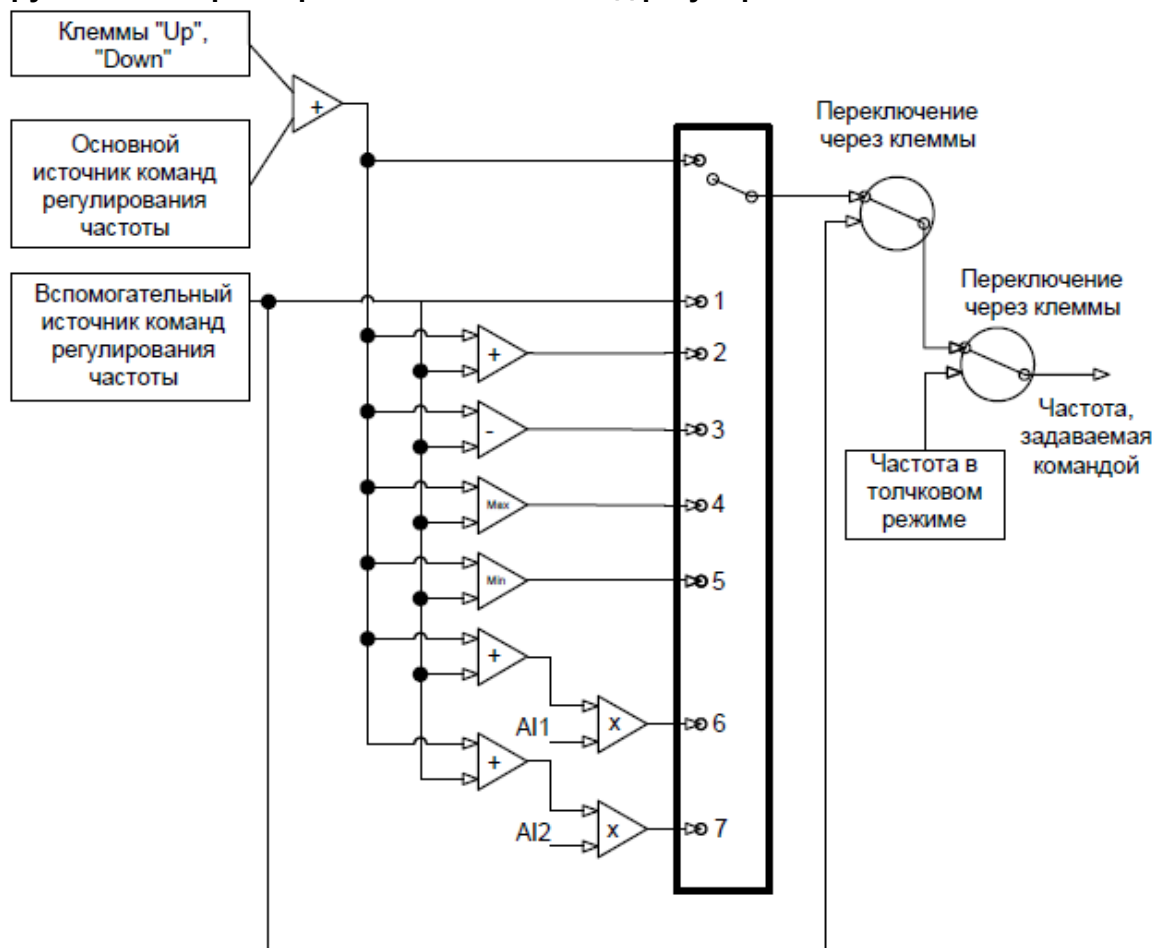 Клеммы "Up",
"Down"
+
Основной
источник команд
регулирования
частоты
Вспомогательный
источник команд
регулирования
частоты
Переключение
через клеммы
Переключение
через клеммы
Частота,
задаваемая
командой
Частота в
толчковом
режиме
1
+
2
-
3
Max
4
Min
5
+
AI1
x
6
+
AI2
x
7